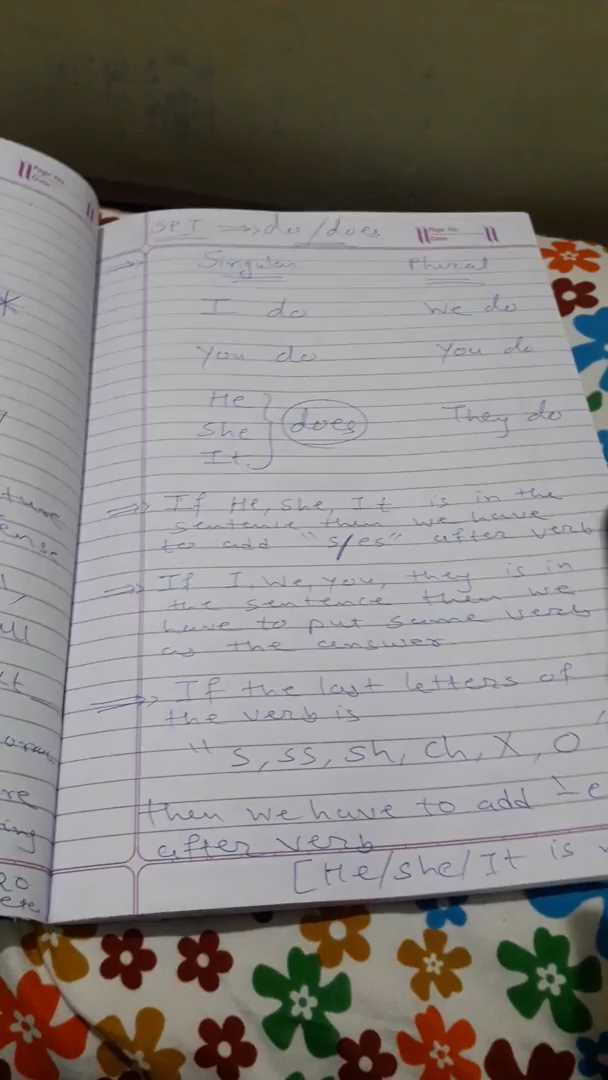 SPT ⇒ do/does
⇒ Singular Plural
I do We do
You do You do
He
She does They do
It
⇒ If He, She, It is in the
sentence then we have
to add "s/es" after verb
⇒ If I, we, you, they is in
the sentence then we
have to put same verb
as the answer
⇒ If the last letters of
the verb is
" s, ss, sh, ch, x, o
then we have to add
after verb
[He/she/It is